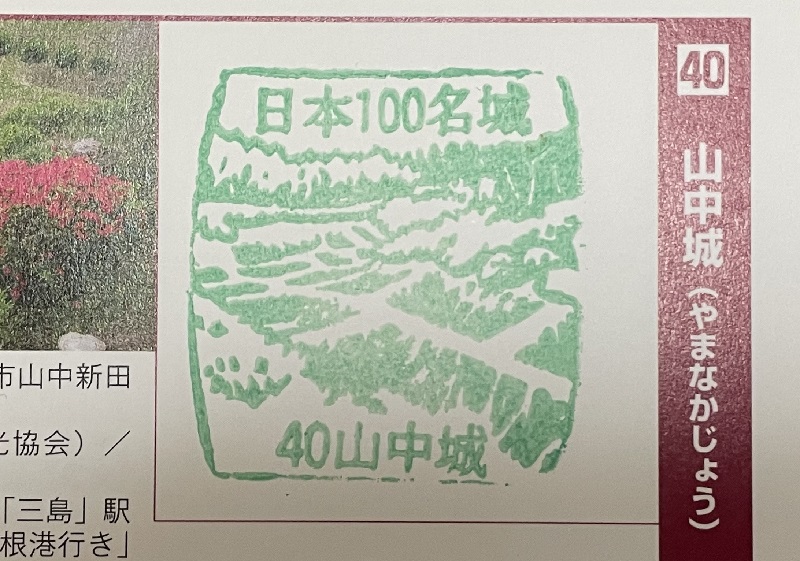 日本100名城
40山中城
40
山中城（やまなかじょう）
市山中新田
協会）／
「三島」駅
根港行き」